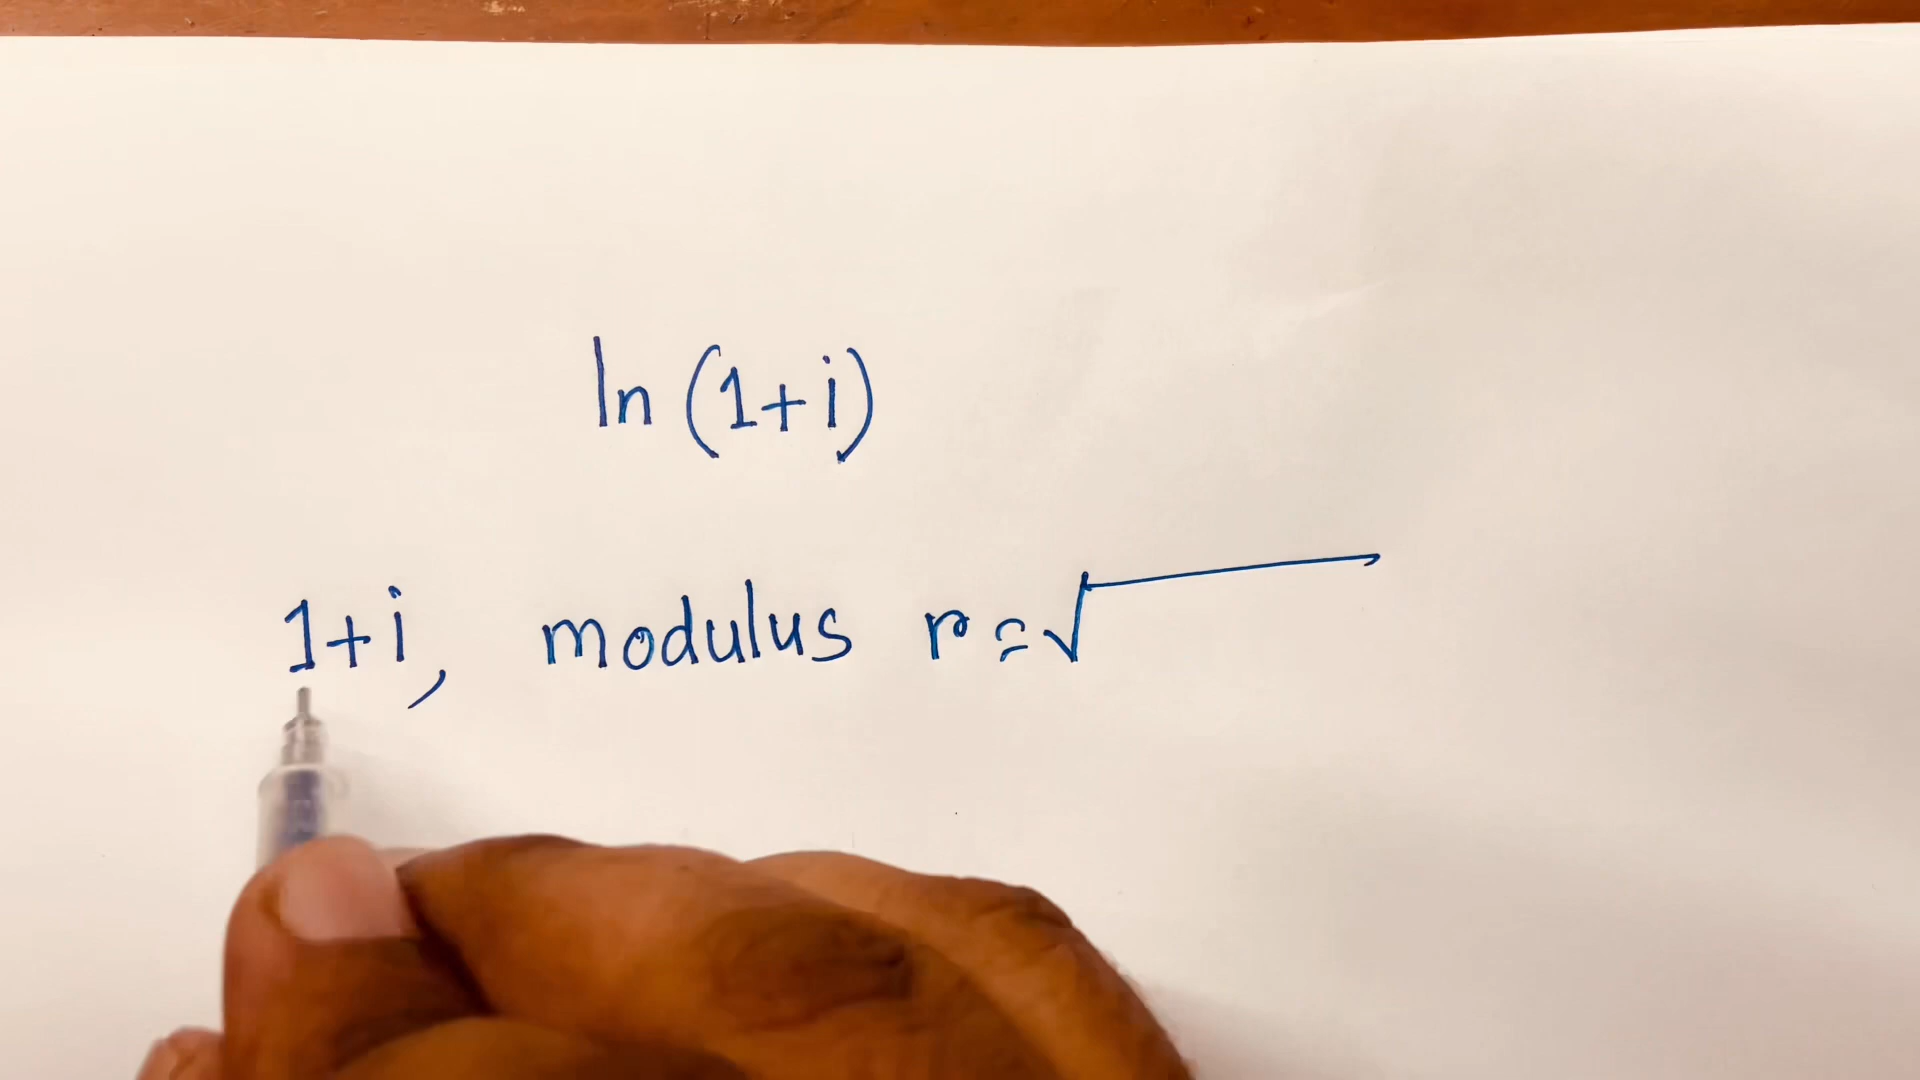 ln (1+i)
1+i, modulus r = √